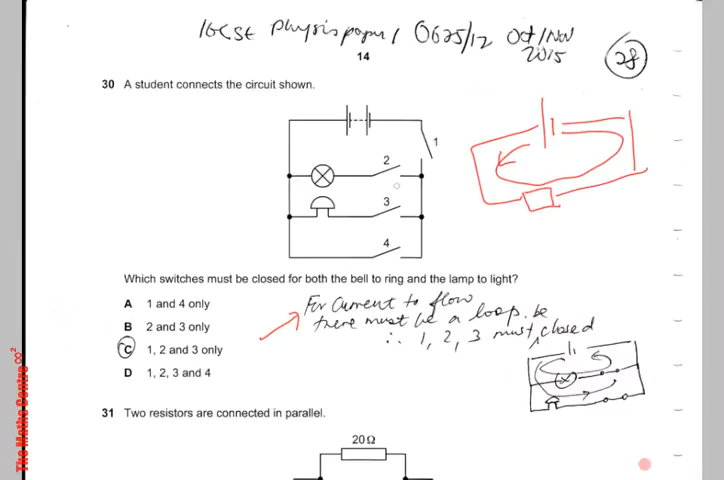 IGCSE Physics paper 1 0625/12 Oct/Nov
2015
28
14
30 A student connects the circuit shown.
1
2
3
4
Which switches must be closed for both the bell to ring and the lamp to light?
A 1 and 4 only
B 2 and 3 only
C 1, 2 and 3 only
D 1, 2, 3 and 4
For current to flow
there must be a loop.
∴ 1, 2, 3 must be closed
31 Two resistors are connected in parallel.
20 Ω
The Maths Centre ∞²